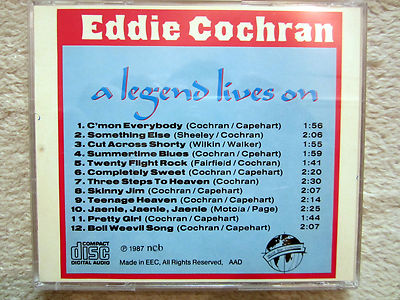 Eddie Cochran
a legend lives on
1. C'mon Everybody (Cochran / Capehart) 1:56
2. Something Else (Sheeley / Cochran) 2:06
3. Cut Across Shorty (Wilkin / Walker) 1:55
4. Summertime Blues (Cochran / Capehart) 1:59
5. Twenty Flight Rock (Fairfield / Cochran) 1:41
6. Completely Sweet (Cochran / Capehart) 2:20
7. Three Steps To Heaven (Cochran) 2:30
8. Skinny Jim (Cochran / Capehart) 2:07
9. Teenage Heaven (Cochran / Capehart) 2:14
10. Jaenie, Jaenie, Jaenie (Motola / Page) 2:25
11. Pretty Girl (Cochran / Capehart) 1:44
12. Boll Weevil Song (Cochran / Capehart) 2:07
COMPACT
disc
DIGITAL AUDIO
℗ 1987 ncb
Made in EEC, All Rights Reserved, AAD